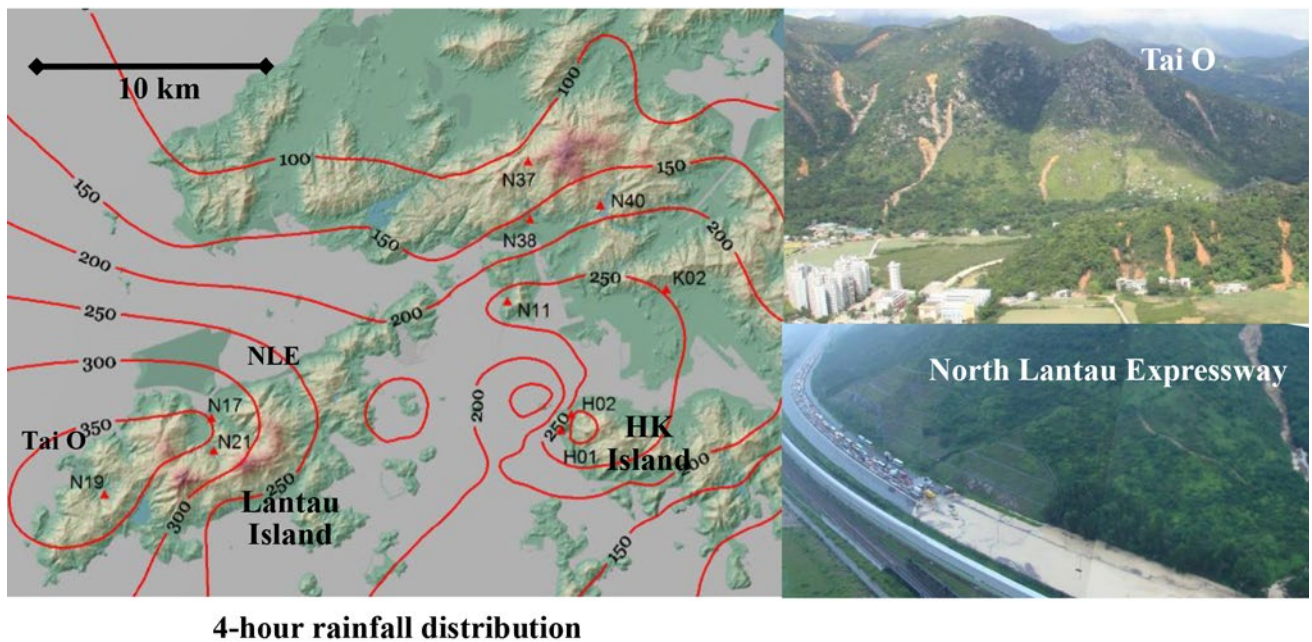 10 km
100
100
150
150
150
200
200
200
200
200
250
250
250
250
300
300
350
150
N37
N40
N38
K02
N11
NLE
N17
Tai O
N21
N19
H02
H01
HK
Island
Lantau
Island
Tai O
North Lantau Expressway
4-hour rainfall distribution